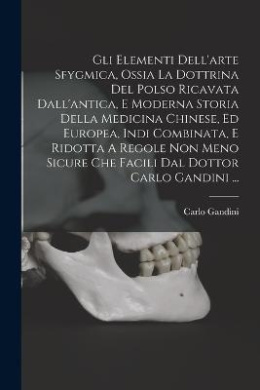 Gli Elementi Dell'arte
Sfygmica, Ossia La Dottrina
Del Polso Ricavata
Dall'antica, E Moderna Storia
Della Medicina Chinese, Ed
Europea, Indi Combinata, E
Ridotta A Regole Non Meno
Sicure Che Facili Dal Dottor
Carlo Gandini ...
Carlo Gandini